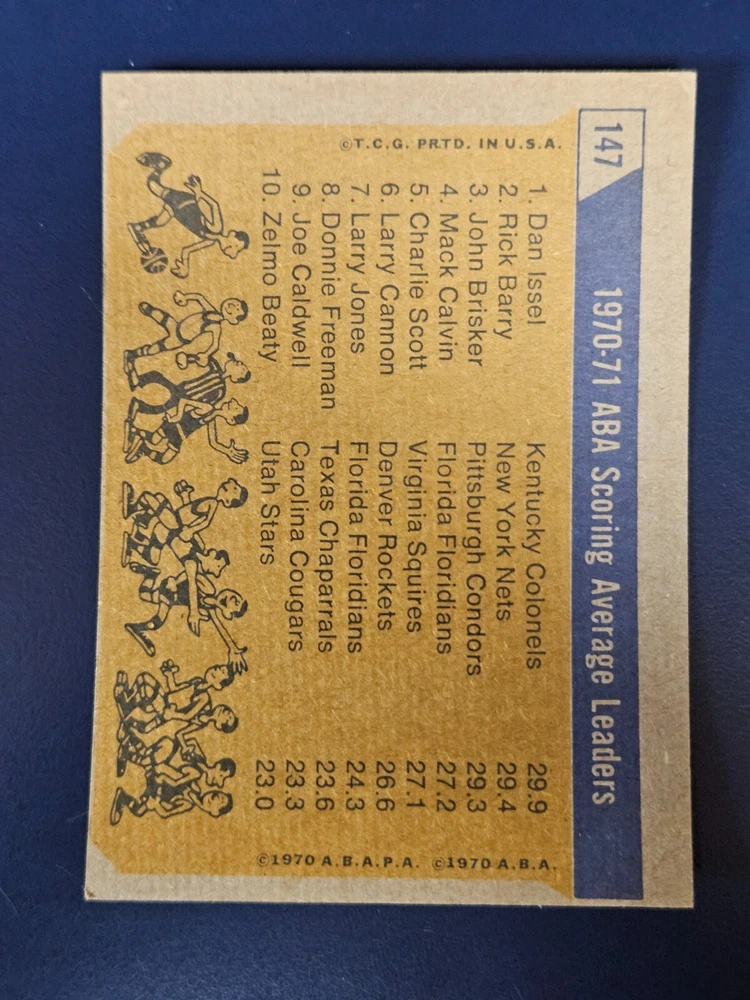 147
1970-71 ABA Scoring Average Leaders
©T.C.G. PRTD. IN U.S.A.
1. Dan Issel Kentucky Colonels 29.9
2. Rick Barry New York Nets 29.4
3. John Brisker Pittsburgh Condors 29.3
4. Mack Calvin Florida Floridians 27.2
5. Charlie Scott Virginia Squires 27.1
6. Larry Cannon Denver Rockets 26.6
7. Larry Jones Florida Floridians 24.3
8. Donnie Freeman Texas Chaparrals 23.6
9. Joe Caldwell Carolina Cougars 23.3
10. Zelmo Beaty Utah Stars 23.0
©1970 A.B.A.P.A. ©1970 A.B.A.